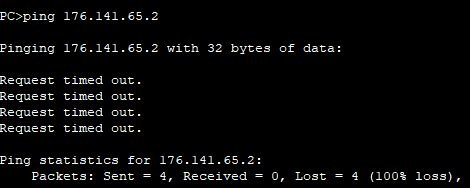 PC>ping 176.141.65.2
Pinging 176.141.65.2 with 32 bytes of data:
Request timed out.
Request timed out.
Request timed out.
Request timed out.
Ping statistics for 176.141.65.2:
    Packets: Sent = 4, Received = 0, Lost = 4 (100% loss),